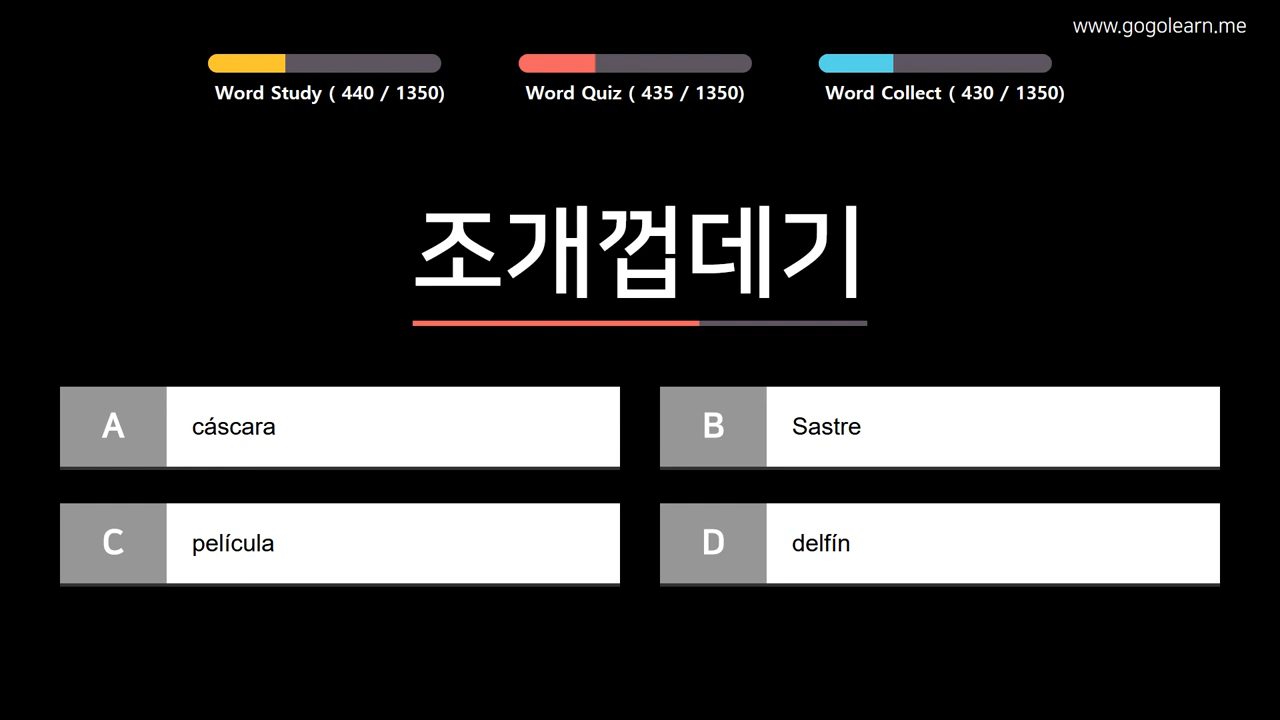 www.gogolearn.me
Word Study ( 440 / 1350)
Word Quiz ( 435 / 1350)
Word Collect ( 430 / 1350)
조개껍데기
A
cáscara
B
Sastre
C
película
D
delfín